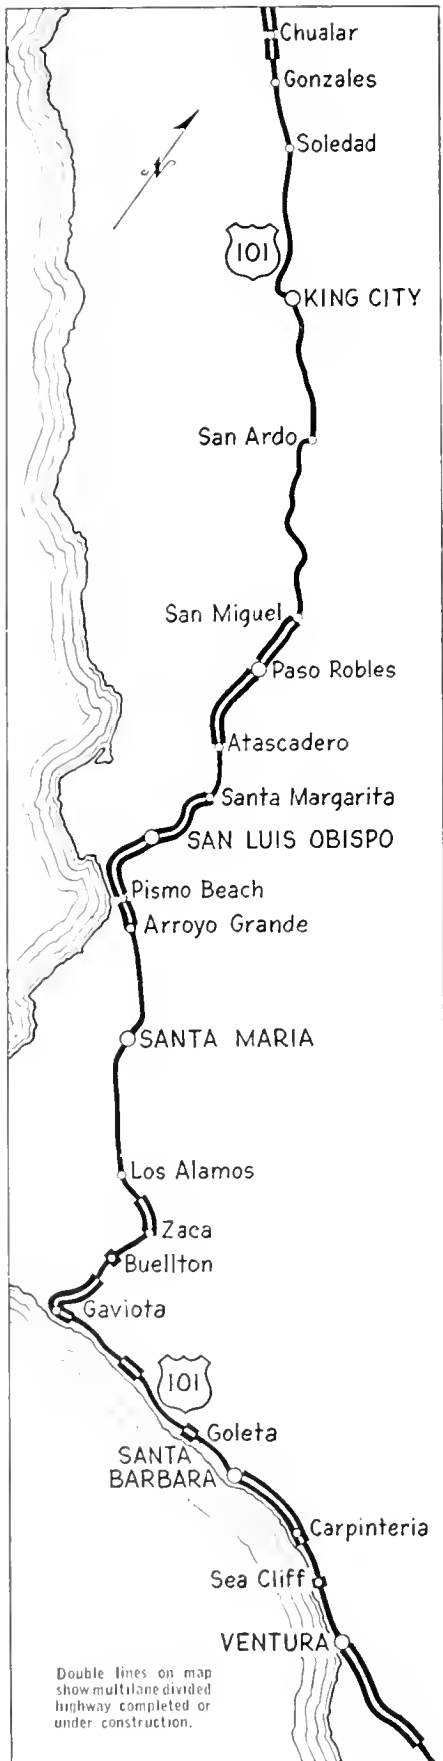 Chualar
Gonzales
Soledad
101
KING CITY
San Ardo
San Miguel
Paso Robles
Atascadero
Santa Margarita
SAN LUIS OBISPO
Pismo Beach
Arroyo Grande
SANTA MARIA
Los Alamos
Zaca
Buellton
Gaviota
101
Goleta
SANTA
BARBARA
Carpinteria
Sea Cliff
VENTURA
Double lines on map
show multilane divided
highway completed or
under construction.